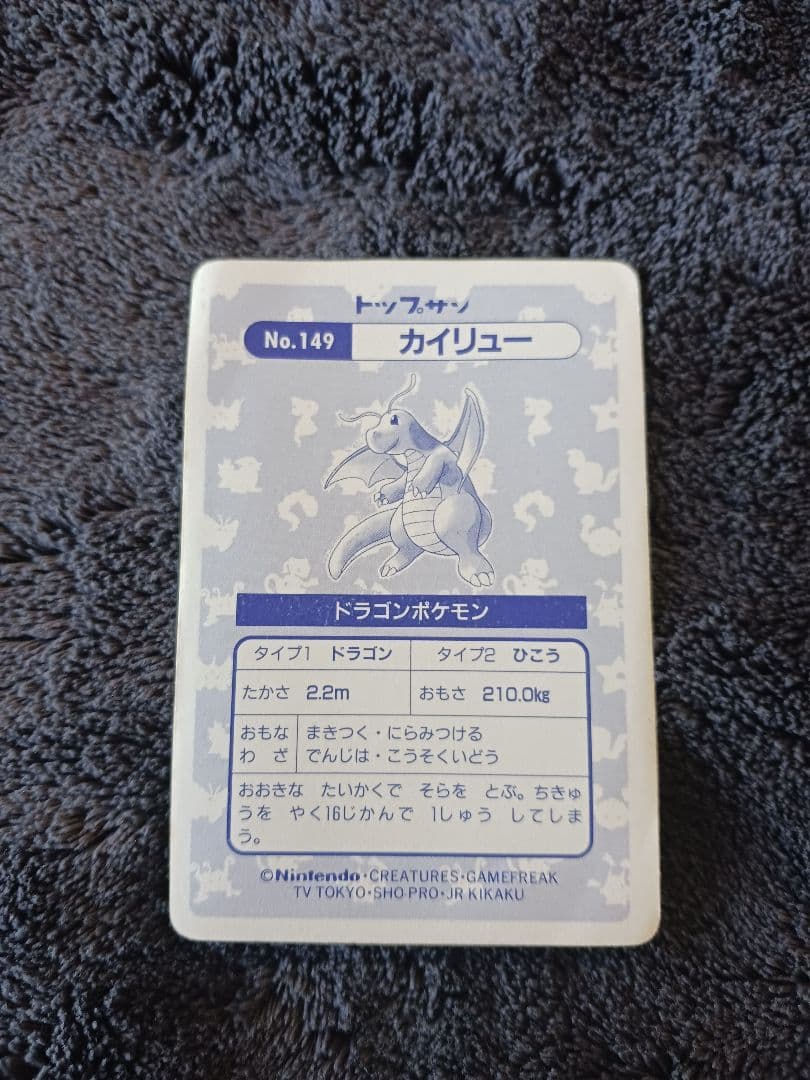 トップサン
No.149 カイリュー
ドラゴンポケモン
タイプ1 ドラゴン タイプ2 ひこう
たかさ 2.2m おもさ 210.0kg
おもな まきつく・にらみつける
わ ざ でんじは・こうそくいどう
おおきな たいかくで そらを とぶ。ちきゅ
うを やく16じかんで 1しゅう してしま
う。
©Nintendo・CREATURES・GAMEFREAK
TV TOKYO・SHO PRO・JR KIKAKU